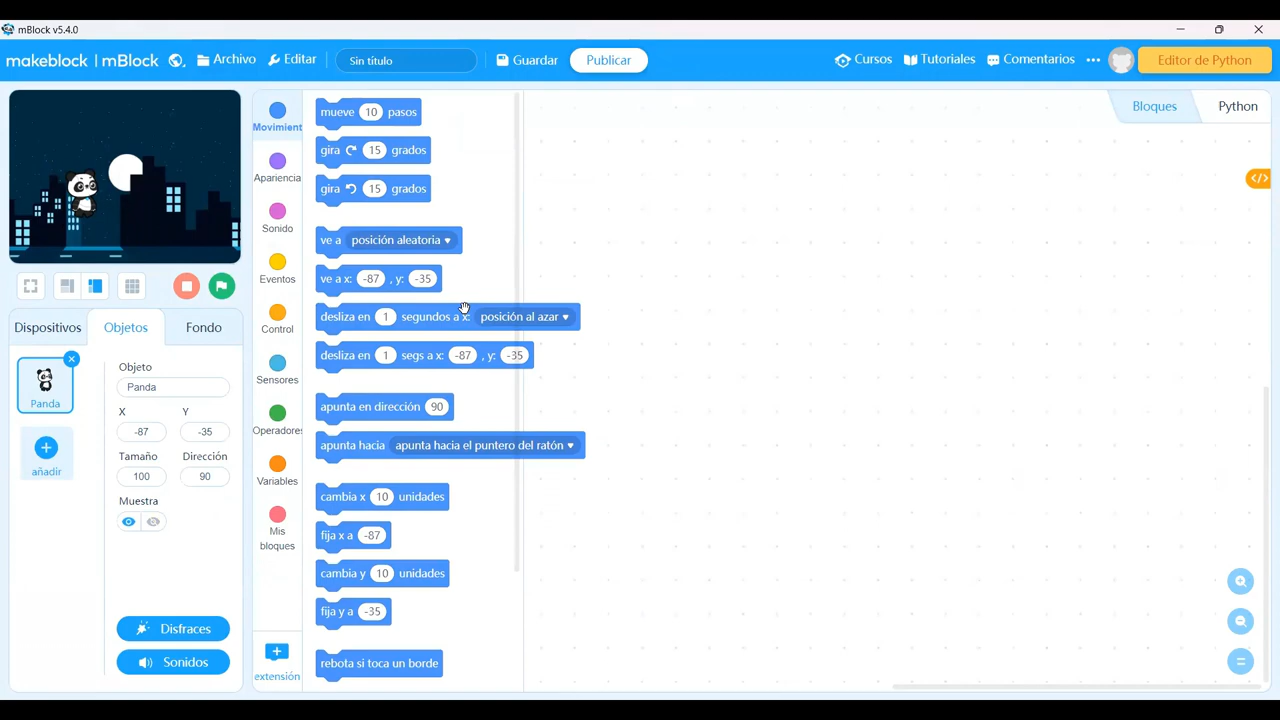 mBlock v5.4.0
makeblock | mBlock Archivo Editar Sin título Guardar Publicar Cursos Tutoriales Comentarios ••• Editor de Python
Bloques Python
Movimient
Apariencia
Sonido
Eventos
Control
Sensores
Operadores
Variables
Mis
bloques
extensión
mueve 10 pasos
gira 15 grados
gira 15 grados
ve a posición aleatoria
ve a x: -87 , y: -35
desliza en 1 segundos a x: posición al azar
desliza en 1 segs a x: -87 , y: -35
apunta en dirección 90
apunta hacia apunta hacia el puntero del ratón
cambia x 10 unidades
fija x a -87
cambia y 10 unidades
fija y a -35
rebota si toca un borde
Dispositivos Objetos Fondo
Panda
añadir
Objeto
Panda
X Y
-87 -35
Tamaño Dirección
100 90
Muestra
Disfraces
Sonidos